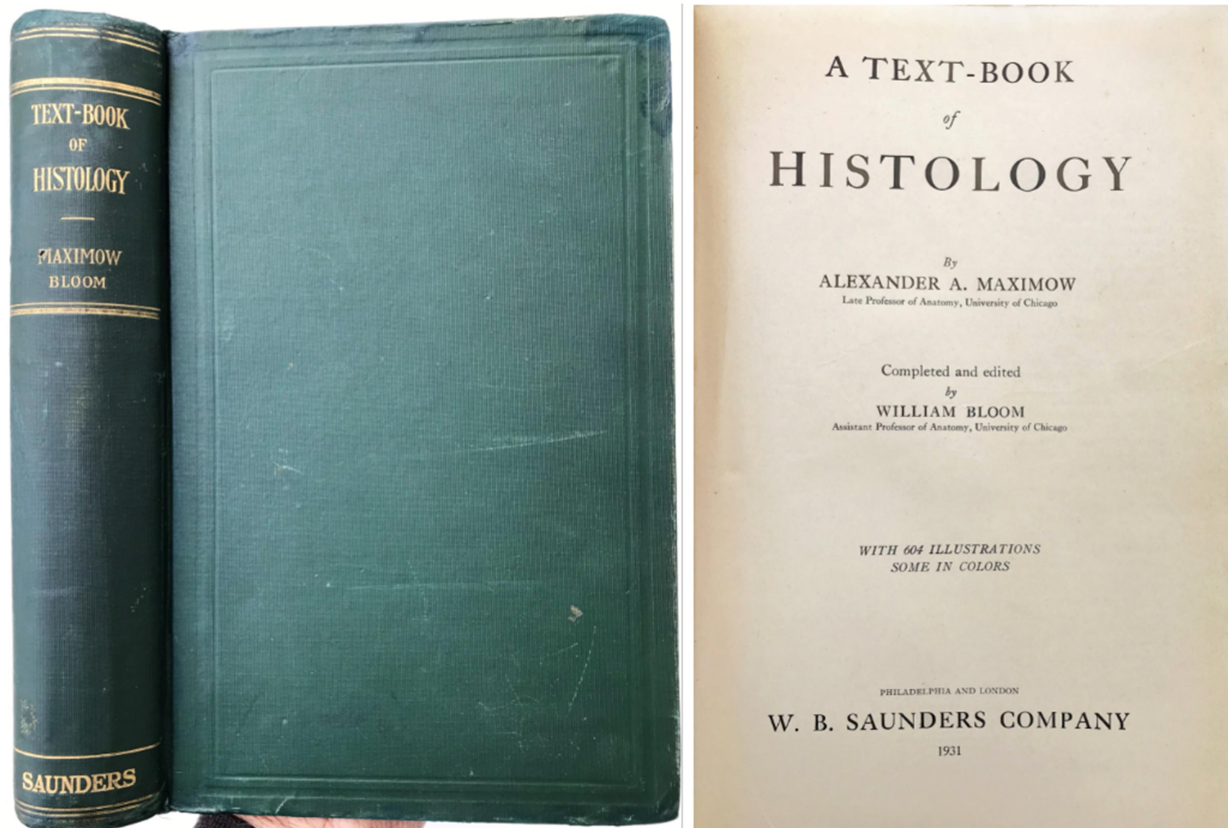 TEXT-BOOK
OF
HISTOLOGY
MAXIMOW
BLOOM
SAUNDERS
A TEXT-BOOK
of
HISTOLOGY
By
ALEXANDER A. MAXIMOW
Late Professor of Anatomy, University of Chicago
Completed and edited
by
WILLIAM BLOOM
Assistant Professor of Anatomy, University of Chicago
WITH 604 ILLUSTRATIONS
SOME IN COLORS
PHILADELPHIA AND LONDON
W. B. SAUNDERS COMPANY
1931